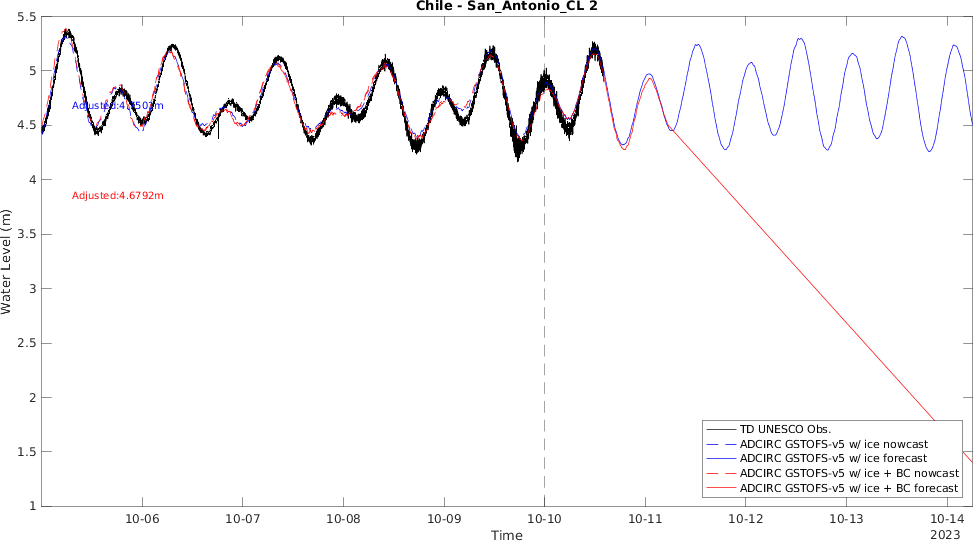 Chile - San_Antonio_CL 2
5.5
5
4.5
4
3.5
3
2.5
2
1.5
1
Water Level (m)
Adjusted:4.6792m
TD UNESCO Obs.
ADCIRC GSTOFS-v5 w/ ice nowcast
ADCIRC GSTOFS-v5 w/ ice forecast
ADCIRC GSTOFS-v5 w/ ice + BC nowcast
ADCIRC GSTOFS-v5 w/ ice + BC forecast
10-06
10-07
10-08
10-09
10-10
10-11
10-12
10-13
10-14
2023
Time